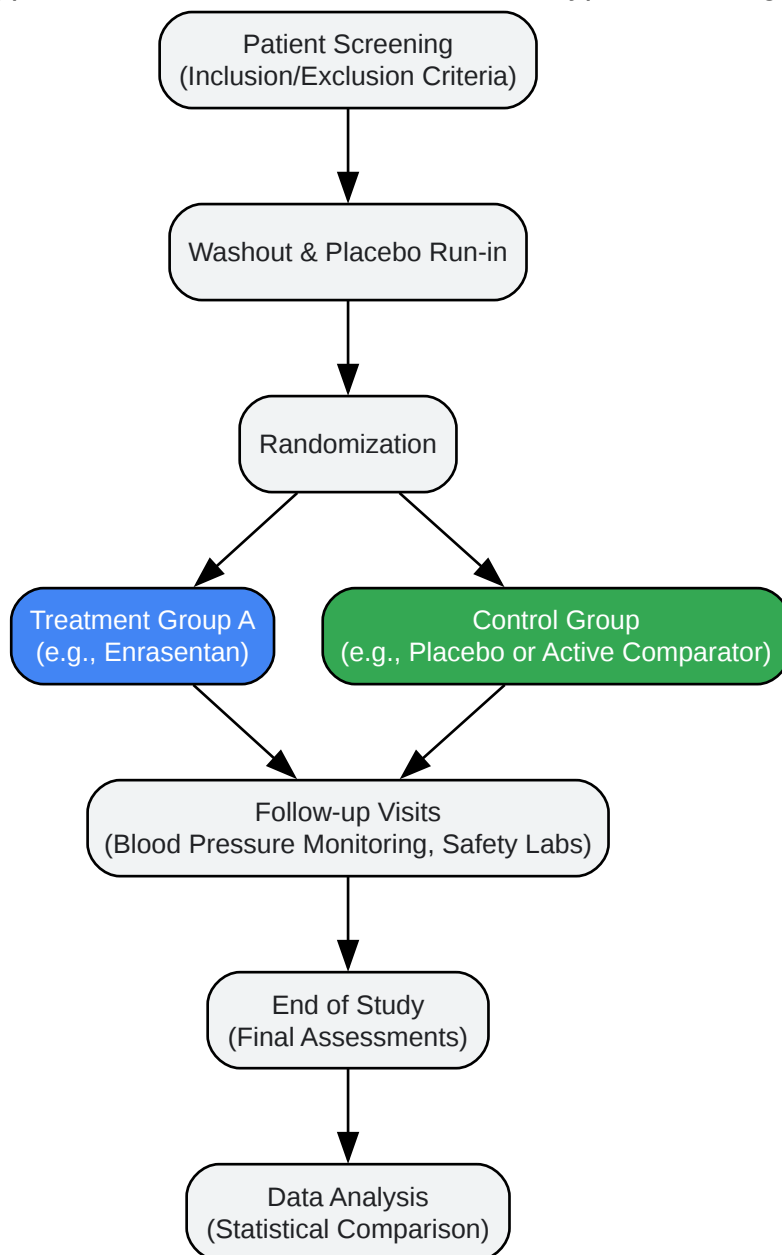 Patient Screening
(Inclusion/Exclusion Criteria)
Washout & Placebo Run-in
Randomization
Treatment Group A
(e.g., Enrasentan)
Control Group
(e.g., Placebo or Active Comparator)
Follow-up Visits
(Blood Pressure Monitoring, Safety Labs)
End of Study
(Final Assessments)
Data Analysis
(Statistical Comparison)